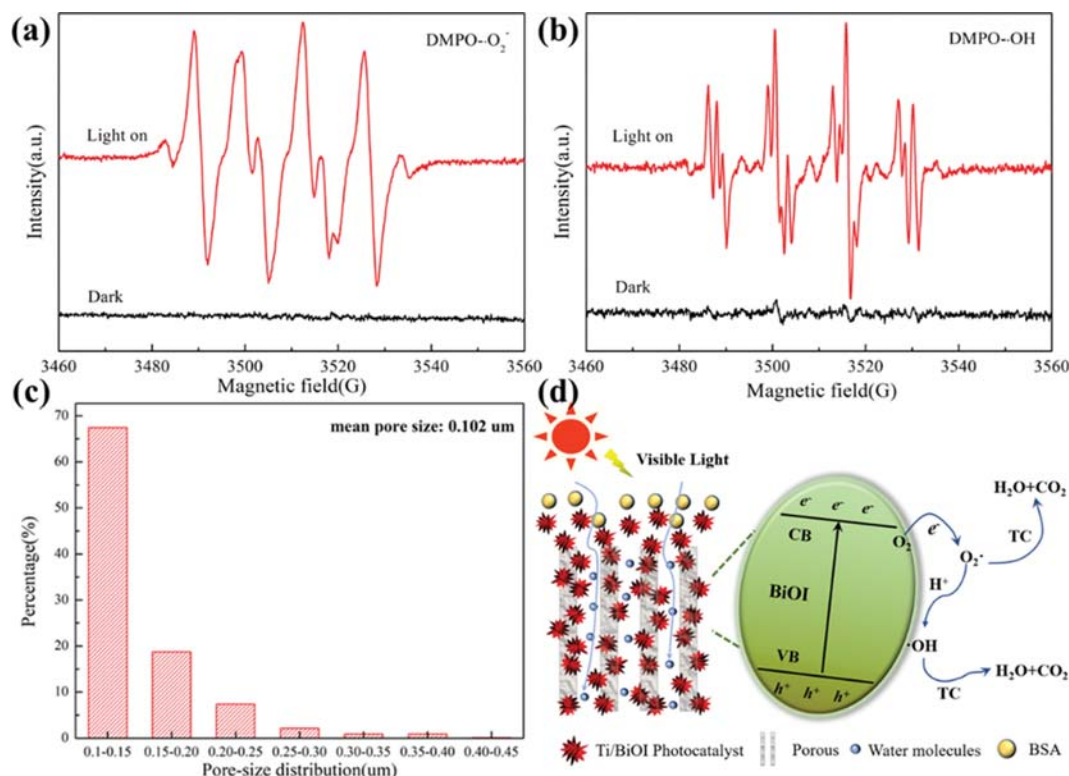 (a)
DMPO-·O₂⁻
Light on
Dark
Intensity(a.u.)
3460 3480 3500 3520 3540 3560
Magnetic field(G)
(b)
DMPO-·OH
Light on
Dark
Intensity(a.u.)
3460 3480 3500 3520 3540 3560
Magnetic field(G)
(c)
mean pore size: 0.102 um
Percentage(%)
70
60
50
40
30
20
10
0
0.1-0.15 0.15-0.20 0.20-0.25 0.25-0.30 0.30-0.35 0.35-0.40 0.40-0.45
Pore-size distribution(um)
(d)
Visible Light
e⁻ e⁻ e⁻
CB
O₂
e⁻
O₂·
H₂O+CO₂
TC
H⁺
BiOI
·OH
VB
h⁺ h⁺ h⁺
TC
H₂O+CO₂
Ti/BiOI Photocatalyst
Porous
Water molecules
BSA